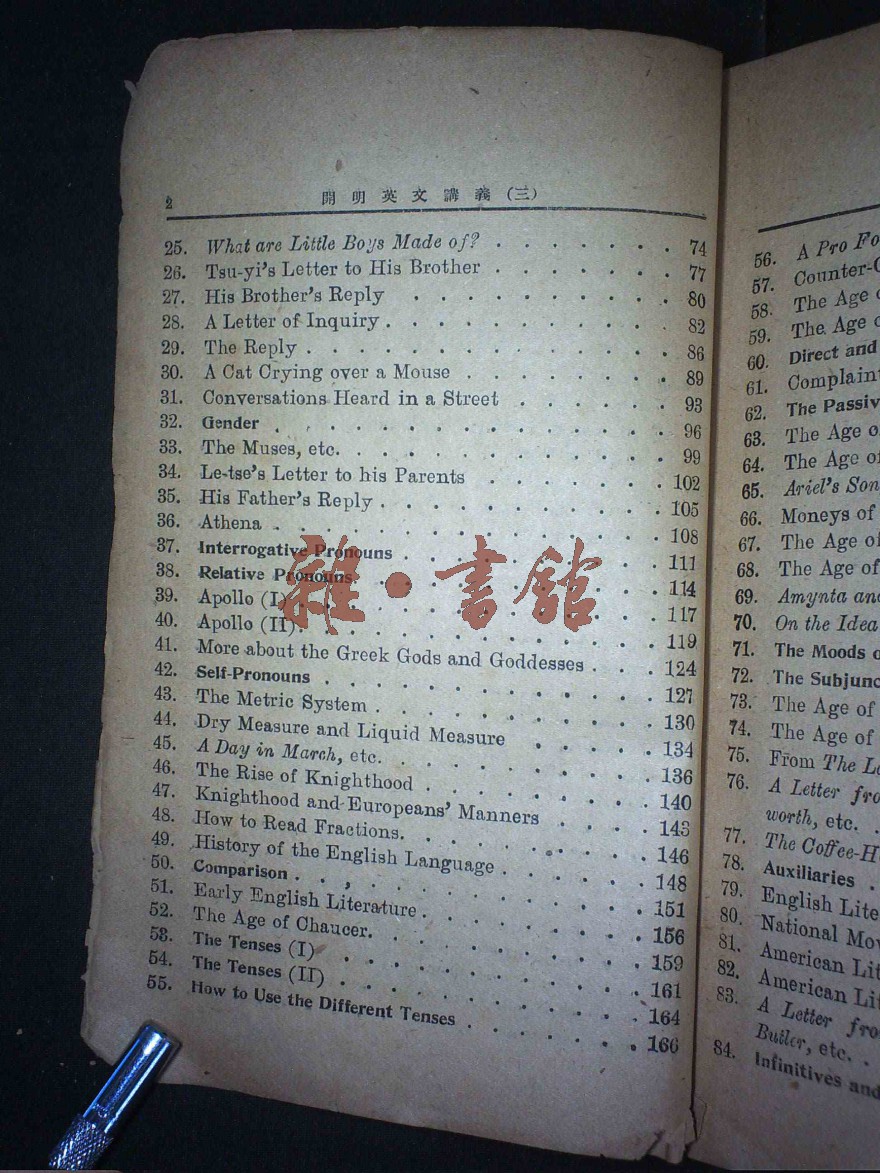 2 開明英文講義(三)
25. What are Little Boys Made of? . . . . . . . 74
26. Tsu-yi's Letter to His Brother . . . . . . . 77
27. His Brother's Reply . . . . . . . . . . 80
28. A Letter of Inquiry . . . . . . . . . . . 82
29. The Reply . . . . . . . . . . . . . . 86
30. A Cat Crying over a Mouse . . . . . . . . 89
31. Conversations Heard in a Street . . . . . . 93
32. Gender . . . . . . . . . . . . . . . 96
33. The Muses, etc. . . . . . . . . . . . . 99
34. Le-tse's Letter to his Parents . . . . . . . 102
35. His Father's Reply . . . . . . . . . . . 105
36. Athena . . . . . . . . . . . . . . . 108
37. Interrogative Pronouns . . . . . . . . . . 111
38. Relative Pronouns . . . . . . . . . . . 114
39. Apollo (I) . . . . . . . . . . . . . . 117
40. Apollo (II) . . . . . . . . . . . . . . 119
41. More about the Greek Gods and Goddesses . . . 124
42. Self-Pronouns . . . . . . . . . . . . . 127
43. The Metric System . . . . . . . . . . . 130
44. Dry Measure and Liquid Measure . . . . . . 134
45. A Day in March, etc. . . . . . . . . . . 136
46. The Rise of Knighthood . . . . . . . . . 140
47. Knighthood and Europeans' Manners . . . . . 143
48. How to Read Fractions. . . . . . . . . . 146
49. History of the English Language . . . . . . 148
50. Comparison . . . . . . . . . . . . . . 151
51. Early English Literature . . . . . . . . . 156
52. The Age of Chaucer. . . . . . . . . . . 159
53. The Tenses (I) . . . . . . . . . . . . 161
54. The Tenses (II) . . . . . . . . . . . . 164
55. How to Use the Different Tenses . . . . . . 166
雜·書館
56. A Pro Fo
57. Counter-
58. The Age
59. The Age
60. Direct and
61. Complaint
62. The Passiv
63. The Age o
64. The Age of
65. Ariel's Son
66. Moneys of
67. The Age of
68. The Age of
69. Amynta and
70. On the Idea
71. The Moods o
72. The Subjunc
73. The Age of
74. The Age of
75. From The L
76. A Letter fro
worth, etc. .
77. The Coffee-H
78. Auxiliaries .
79. English Lite
80. National Mov
81. American Lit
82. American Lit
83. A Letter fro
Butler, etc. .
84. Infinitives and